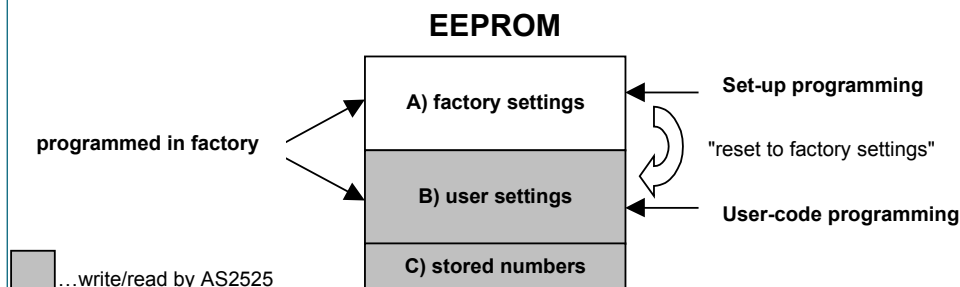 EEPROM
A) factory settings
Set-up programming
programmed in factory
"reset to factory settings"
B) user settings
User-code programming
C) stored numbers
…write/read by AS2525